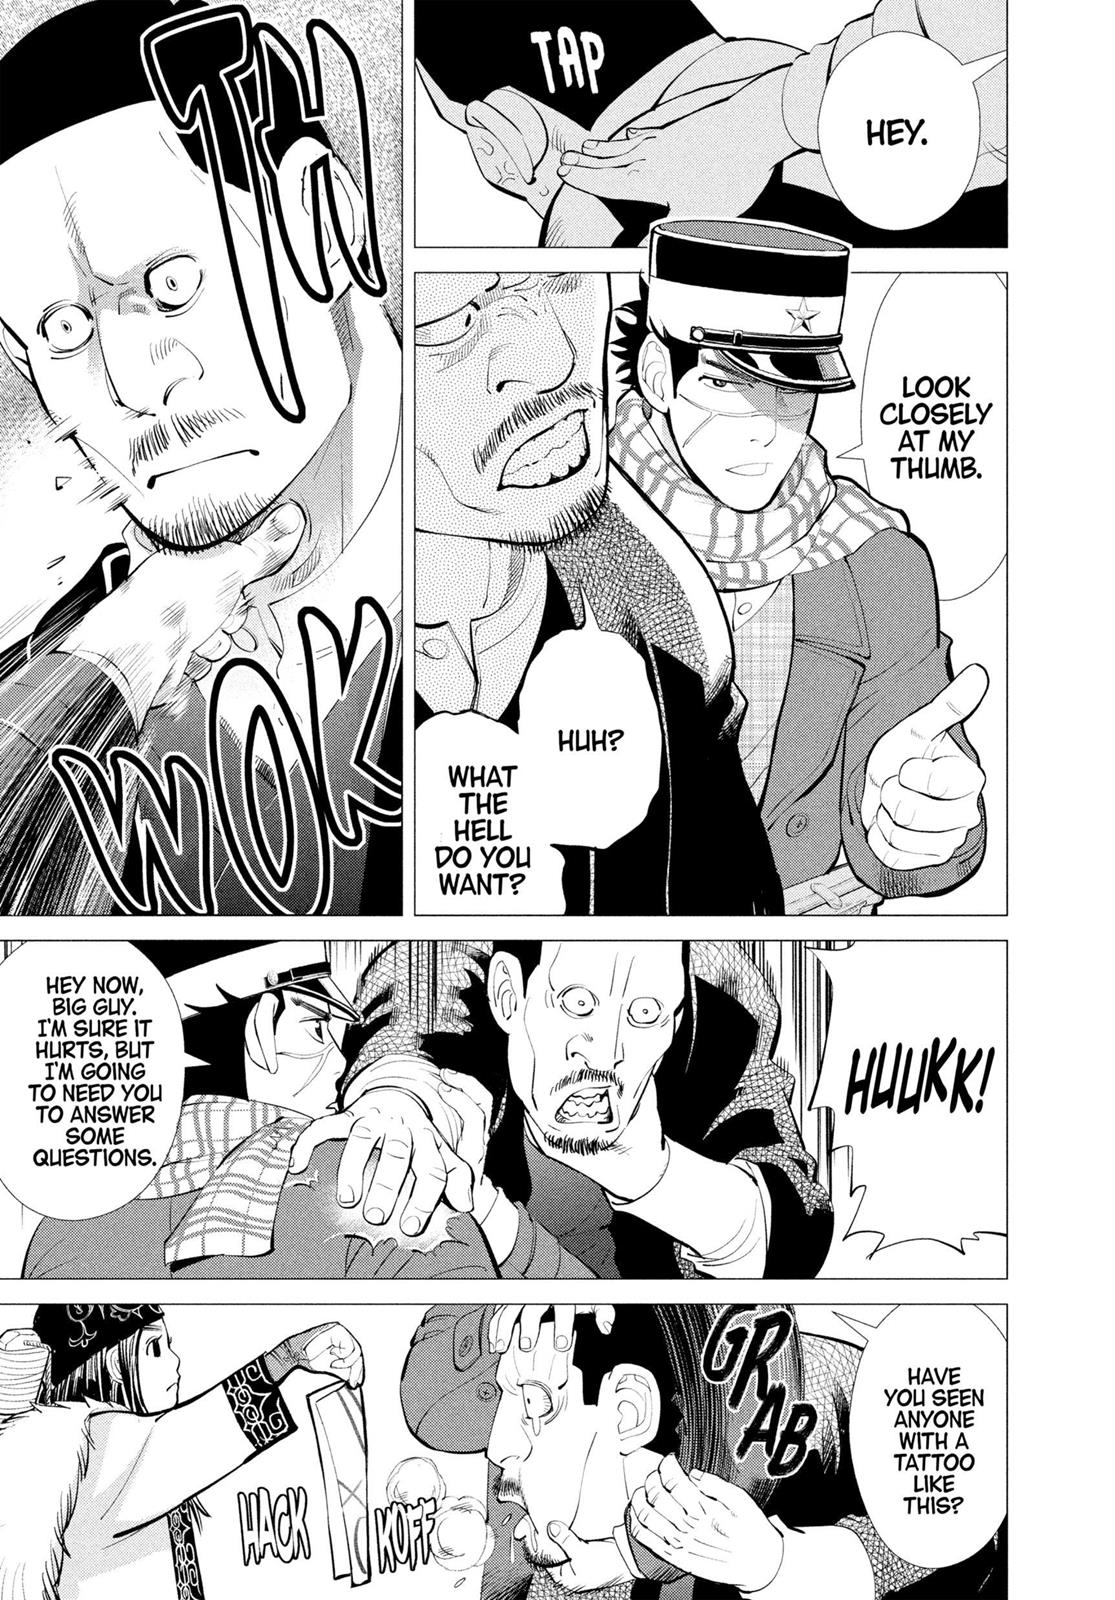 TAP
HEY.
LOOK
CLOSELY
AT MY
THUMB.
HUH?
WHAT
THE
HELL
DO YOU
WANT?
THWOK
HUUKK!
HEY NOW,
BIG GUY.
I'M SURE IT
HURTS, BUT
I'M GOING
TO NEED YOU
TO ANSWER
SOME
QUESTIONS.
HAVE
YOU SEEN
ANYONE
WITH A
TATTOO
LIKE
THIS?
GRAB
KOFF
HACK